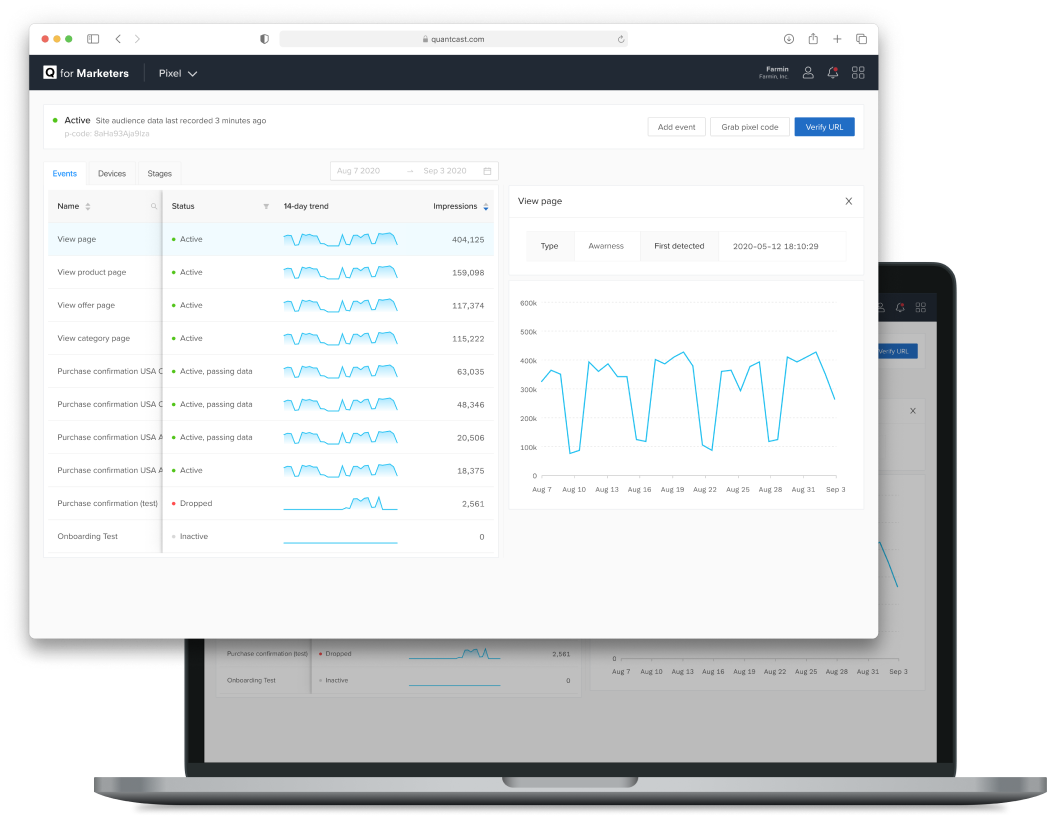 quantcast.com
Q for Marketers Pixel
Farmin
Farmin, Inc.
Active Site audience data last recorded 3 minutes ago
Add event Grab pixel code Verify URL
Events Devices Stages
Aug 7 2020 → Sep 3 2020
Name Status 14-day trend Impressions
View page Active 404,125
View product page Active 159,098
View offer page Active 117,374
View category page Active 115,222
Purchase confirmation USA Active, passing data 63,035
Purchase confirmation USA Active, passing data 48,346
Purchase confirmation USA A Active, passing data 20,506
Purchase confirmation USA A Active 18,375
Purchase confirmation (test) Dropped 2,561
Onboarding Test Inactive 0
View page X
Type Awarness First detected 2020-05-12 18:10:29
600k
500k
400k
300k
200k
100k
0
Aug 7 Aug 10 Aug 13 Aug 16 Aug 19 Aug 22 Aug 25 Aug 28 Aug 31 Sep 3
Verify URL
X
Purchase confirmation (test) Dropped 2,561
Onboarding Test Inactive 0
0
Aug 7 Aug 10 Aug 13 Aug 16 Aug 19 Aug 22 Aug 25 Aug 28 Aug 31 Sep 3